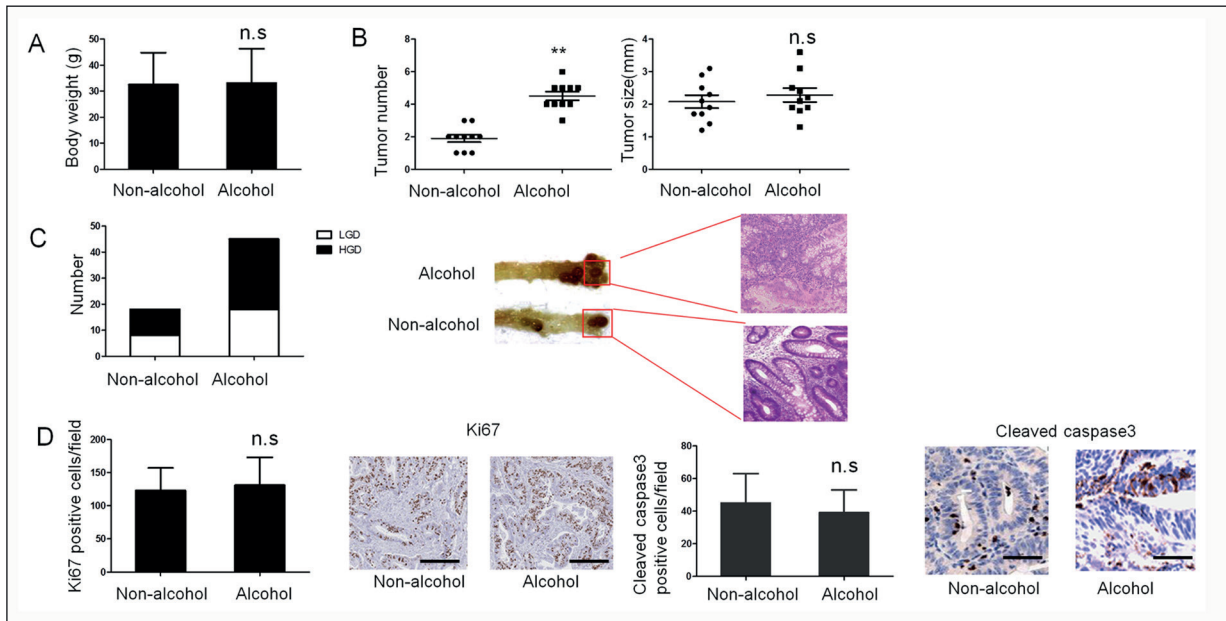 A
Body weight (g)
50
40
30
20
10
0
n.s
Non-alcohol
Alcohol
B
Tumor number
8
6
4
2
0
**
Non-alcohol
Alcohol
Tumor size(mm)
4
3
2
1
0
n.s
Non-alcohol
Alcohol
C
Number
50
40
30
20
10
0
LGD
HGD
Non-alcohol
Alcohol
Alcohol
Non-alcohol
D
Ki67 positive cells/field
200
150
100
50
0
n.s
Non-alcohol
Alcohol
Ki67
Non-alcohol
Alcohol
Cleaved caspase3
positive cells/field
80
60
40
20
0
n.s
Non-alcohol
Alcohol
Cleaved caspase3
Non-alcohol
Alcohol